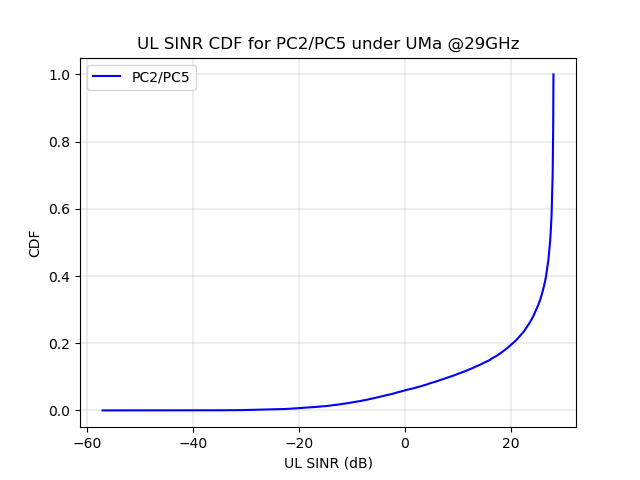 UL SINR CDF for PC2/PC5 under UMa @29GHz
PC2/PC5
1.0
0.8
0.6
0.4
0.2
0.0
CDF
−60
−40
−20
0
20
UL SINR (dB)